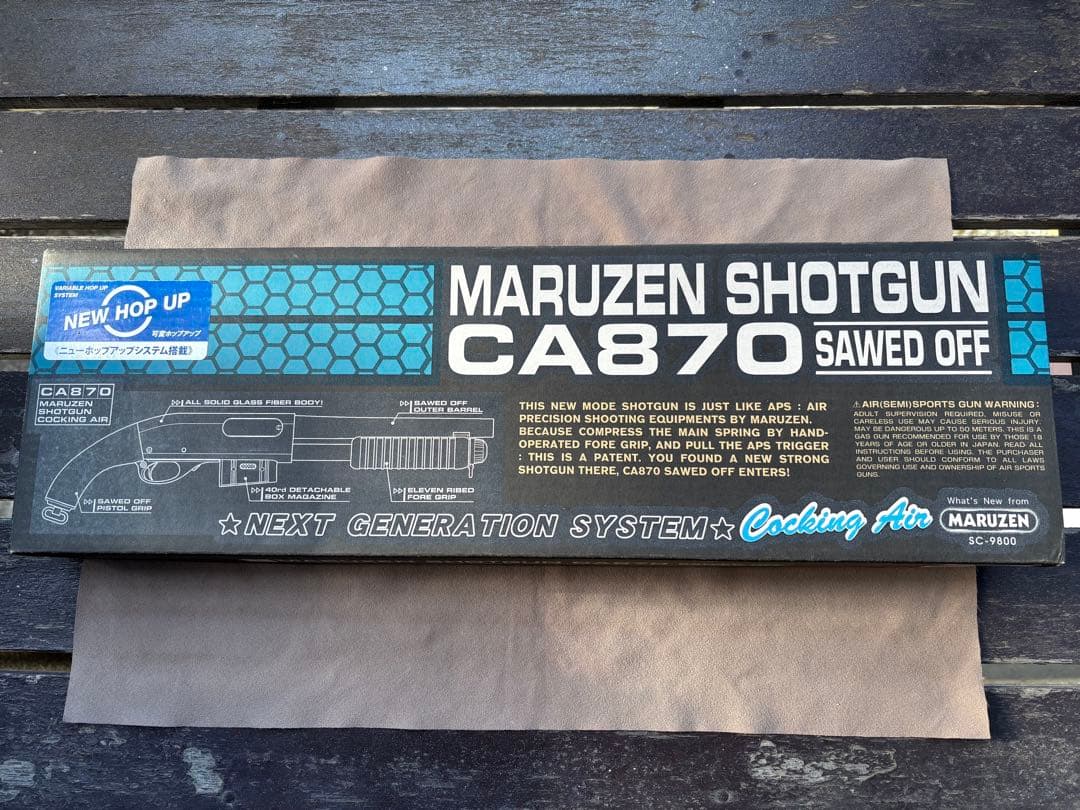 VARIABLE HOP UP
SYSTEM
NEW HOP UP
可変ホップアップ
《ニューホップアップシステム搭載》
MARUZEN SHOTGUN
CA870 SAWED OFF
CA870
MARUZEN
SHOTGUN
COCKING AIR
ALL SOLID GLASS FIBER BODY!
SAWED OFF
OUTER BARREL
SAWED OFF
PISTOL GRIP
40rd DETACHABLE
BOX MAGAZINE
ELEVEN RIBED
FORE GRIP
THIS NEW MODE SHOTGUN IS JUST LIKE APS : AIR
PRECISION SHOOTING EQUIPMENTS BY MARUZEN.
BECAUSE COMPRESS THE MAIN SPRING BY HAND-
OPERATED FORE GRIP, AND PULL THE APS TRIGGER
: THIS IS A PATENT. YOU FOUND A NEW STRONG
SHOTGUN THERE, CA870 SAWED OFF ENTERS!
⚠ AIR(SEMI)SPORTS GUN WARNING:
ADULT SUPERVISION REQUIRED. MISUSE OR
CARELESS USE MAY CAUSE SERIOUS INJURY.
MAY BE DANGEROUS UP TO 50 METERS. THIS IS A
GAS GUN RECOMMENDED FOR USE BY THOSE 18
YEARS OF AGE OR OLDER IN JAPAN. READ ALL
INSTRUCTIONS BEFORE USING. THE PURCHASER
AND USER SHOULD CONFORM TO ALL LAWS
GOVERNING USE AND OWNERSHIP OF AIR SPORTS
GUNS.
☆NEXT GENERATION SYSTEM☆
Cocking Air
What's New from
MARUZEN
SC-9800